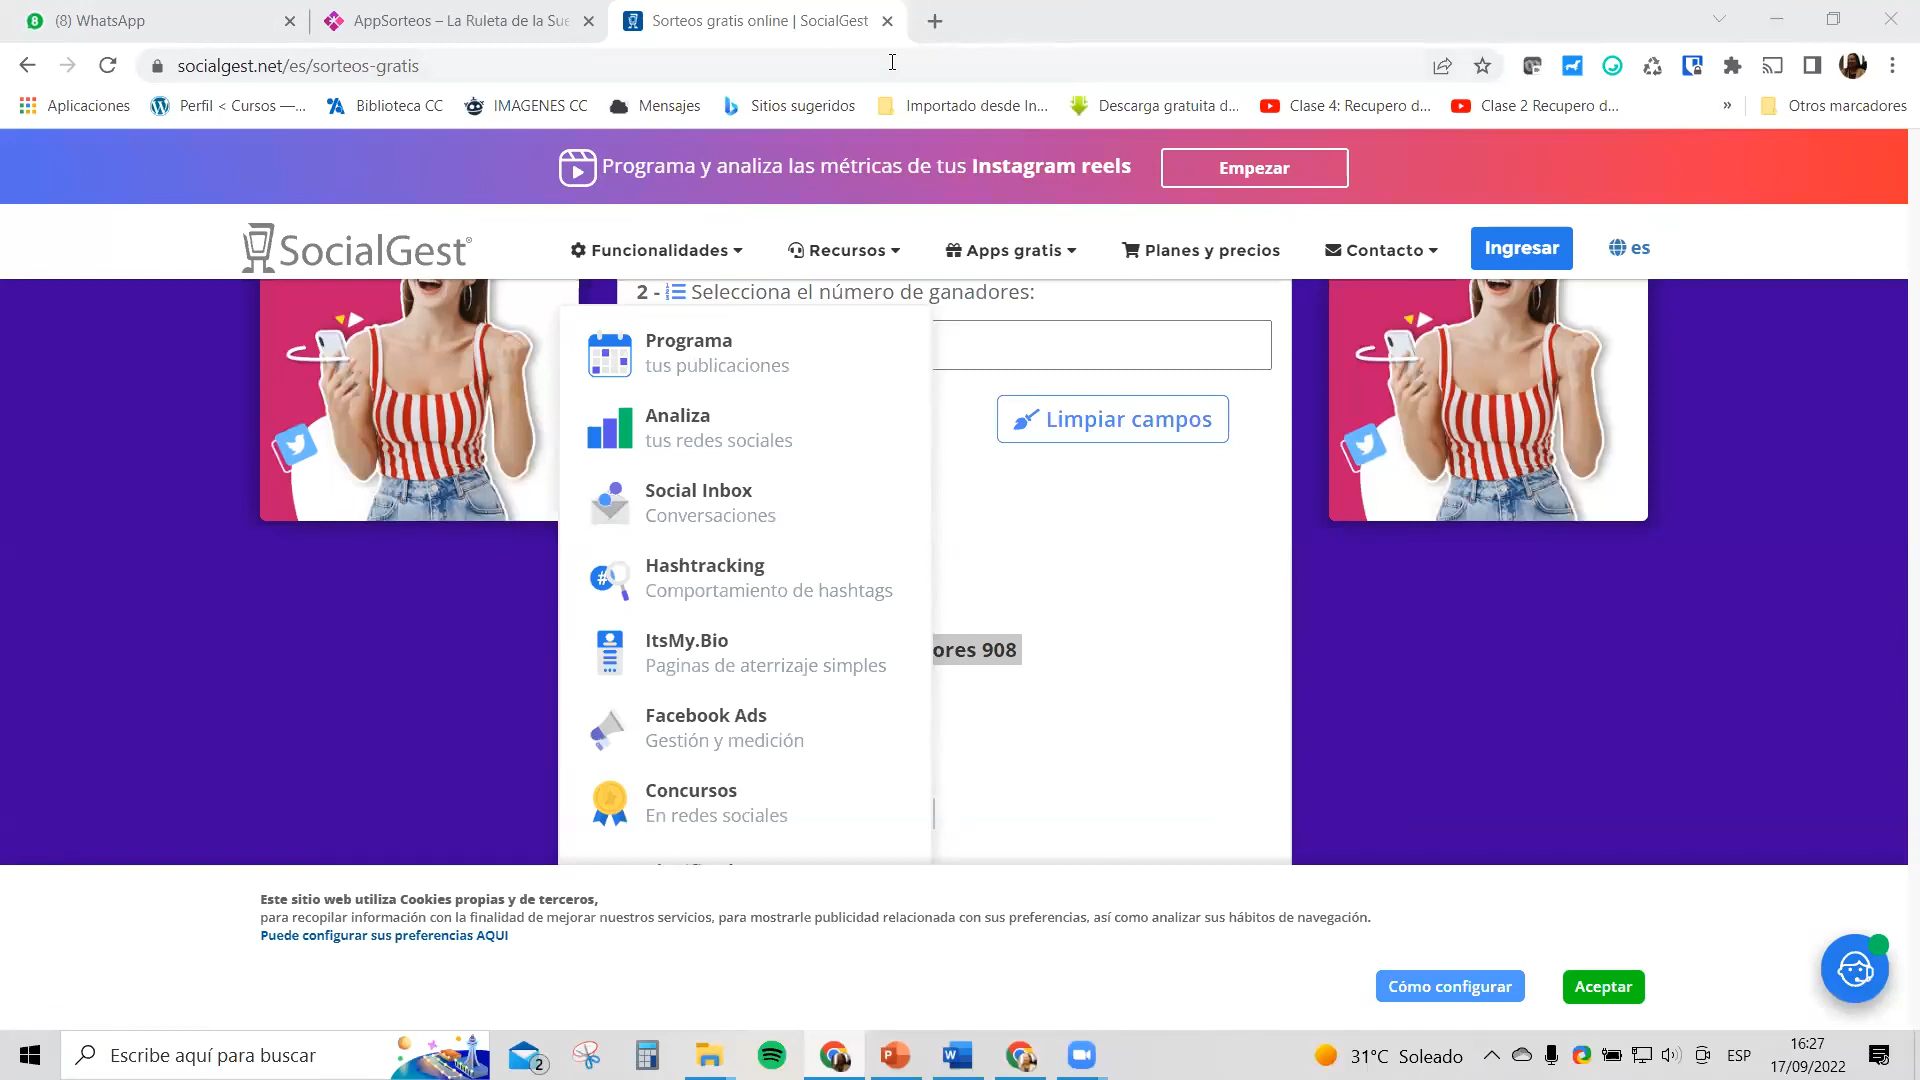 8 (8) WhatsApp
AppSorteos – La Ruleta de la Sue
Sorteos gratis online | SocialGest
socialgest.net/es/sorteos-gratis
Aplicaciones
Perfil < Cursos —...
Biblioteca CC
IMAGENES CC
Mensajes
Sitios sugeridos
Importado desde In...
Descarga gratuita d...
Clase 4: Recupero d...
Clase 2 Recupero d...
»
Otros marcadores
Programa y analiza las métricas de tus Instagram reels
Empezar
SocialGest®
Funcionalidades
Recursos
Apps gratis
Planes y precios
Contacto
Ingresar
es
2 - Selecciona el número de ganadores:
Programa
tus publicaciones
Analiza
tus redes sociales
Limpiar campos
Social Inbox
Conversaciones
Hashtracking
Comportamiento de hashtags
ItsMy.Bio
Paginas de aterrizaje simples
ores 908
Facebook Ads
Gestión y medición
Concursos
En redes sociales
Este sitio web utiliza Cookies propias y de terceros,
para recopilar información con la finalidad de mejorar nuestros servicios, para mostrarle publicidad relacionada con sus preferencias, así como analizar sus hábitos de navegación.
Puede configurar sus preferencias AQUI
Cómo configurar
Aceptar
Escribe aquí para buscar
2
31°C Soleado
ESP
16:27
17/09/2022